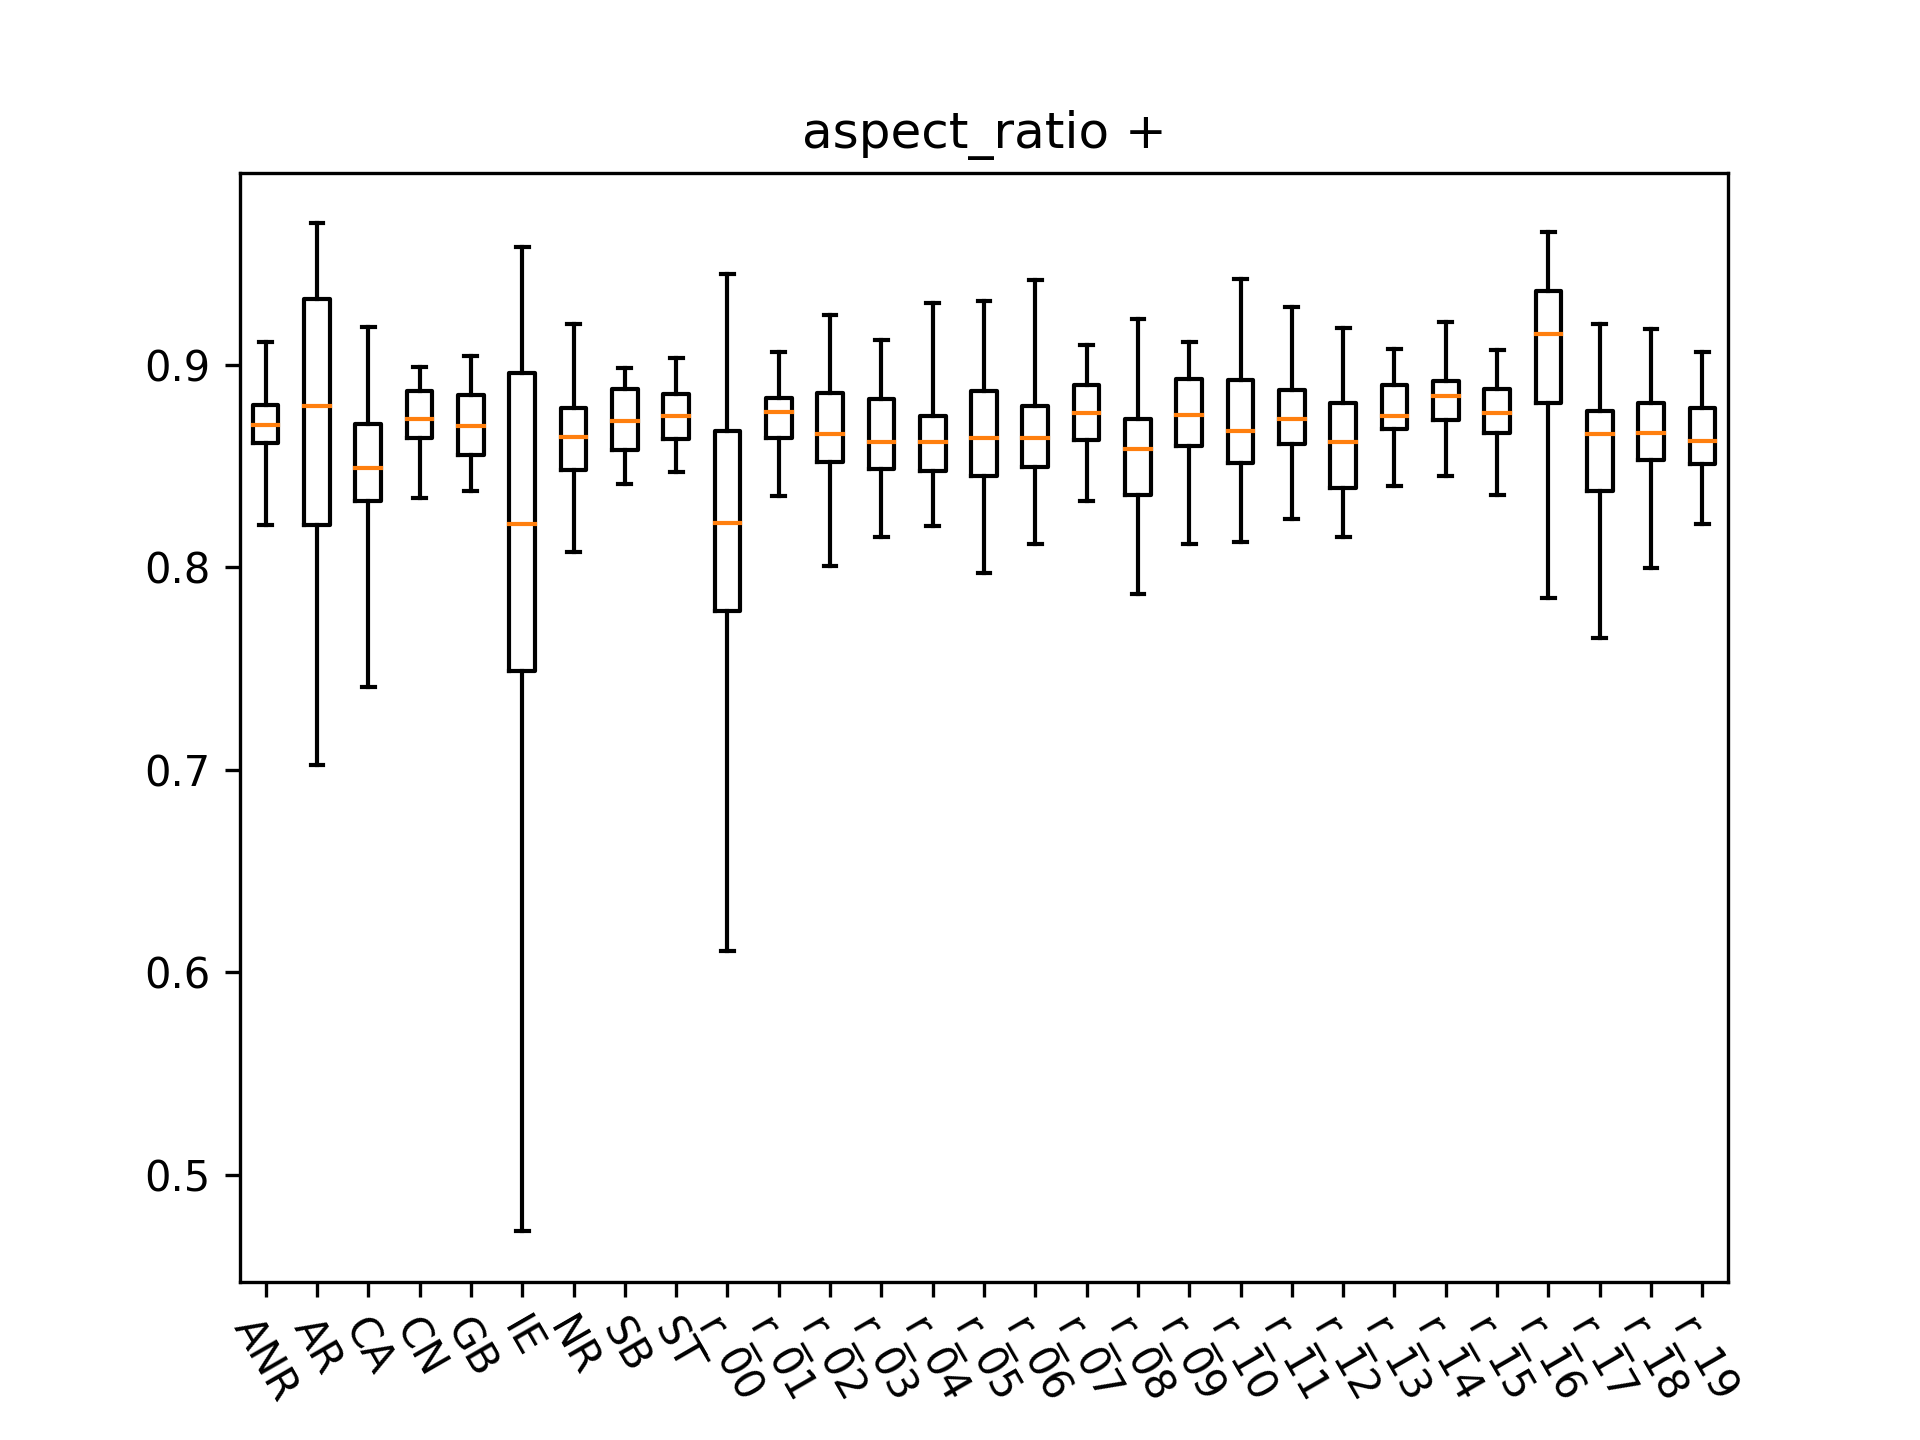 aspect_ratio +
0.9
0.8
0.7
0.6
0.5
ANR
AR
CA
CN
GB
IE
NR
SB
ST
r_00
r_01
r_02
r_03
r_04
r_05
r_06
r_07
r_08
r_09
r_10
r_11
r_12
r_13
r_14
r_15
r_16
r_17
r_18
r_19